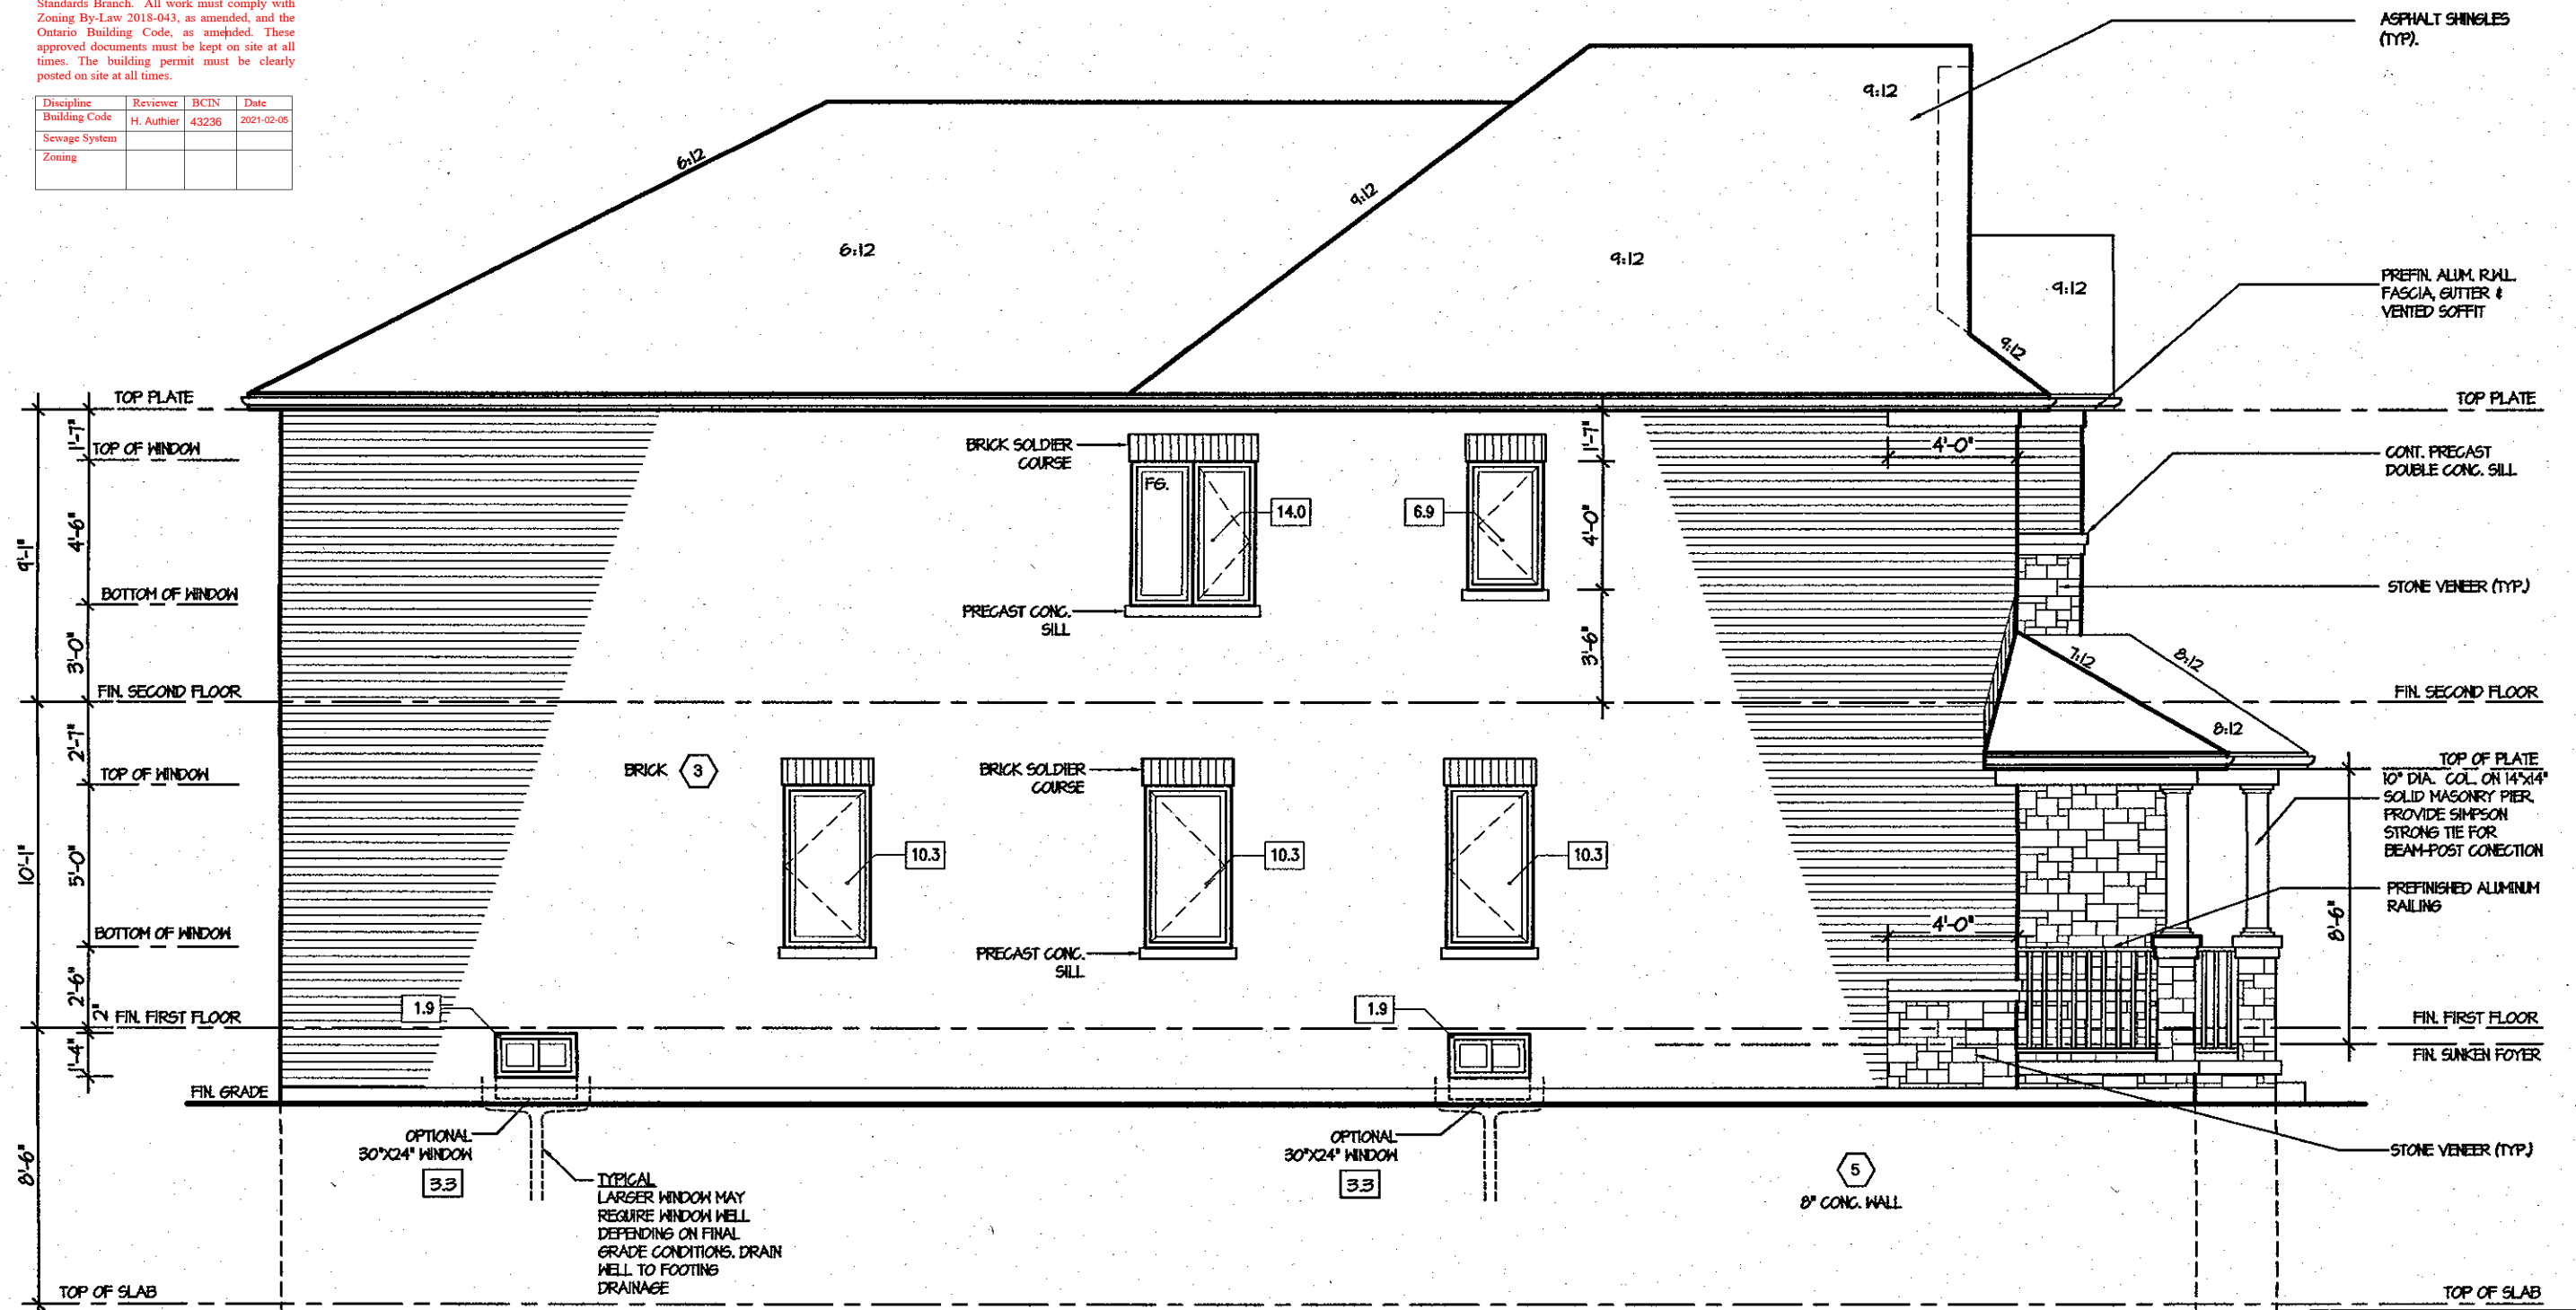 Standards Branch. All work must comply with
Zoning By-Law 2018-043, as amended, and the
Ontario Building Code, as amended. These
approved documents must be kept on site at all
times. The building permit must be clearly
posted on site at all times.
Discipline Reviewer BCIN Date
Building Code H. Authier 43236 2021-02-05
Sewage System
Zoning
ASPHALT SHINGLES
(TYP).
9:12
6:12
9:12
6:12
9:12
9:12
9:12
PREFIN. ALUM. R.W.L.
FASCIA, GUTTER &
VENTED SOFFIT
TOP PLATE
TOP PLATE
1'-7"
TOP OF WINDOW
BRICK SOLDIER
COURSE
1'-7"
4'-0"
CONT. PRECAST
DOUBLE CONC. SILL
FG.
14.0
6.9
4'-6"
4'-0"
9'-1"
BOTTOM OF WINDOW
PRECAST CONC.
SILL
STONE VENEER (TYP.)
3'-0"
3'-6"
7:12
8:12
FIN. SECOND FLOOR
FIN. SECOND FLOOR
8:12
2'-7"
TOP OF WINDOW
BRICK 3
BRICK SOLDIER
COURSE
TOP OF PLATE
10" DIA. COL. ON 14"x14"
SOLID MASONRY PIER.
PROVIDE SIMPSON
STRONG TIE FOR
BEAM-POST CONECTION
10.3
10.3
10.3
5'-0"
10'-1"
PREFINISHED ALUMINUM
RAILING
8'-6"
4'-0"
BOTTOM OF WINDOW
PRECAST CONC.
SILL
2'-6"
1.9
1.9
2" FIN. FIRST FLOOR
FIN. FIRST FLOOR
1'-4"
FIN. SUNKEN FOYER
FIN. GRADE
OPTIONAL
30"X24" WINDOW
3.3
OPTIONAL
30"X24" WINDOW
3.3
STONE VENEER (TYP.)
8'-6"
TYPICAL
LARGER WINDOW MAY
REQUIRE WINDOW WELL
DEPENDING ON FINAL
GRADE CONDITIONS. DRAIN
WELL TO FOOTING
DRAINAGE
5
8" CONC. WALL
TOP OF SLAB
TOP OF SLAB